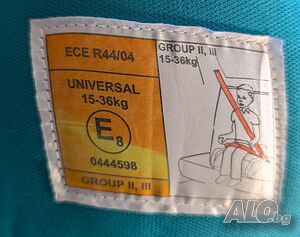 ECE R44/04
UNIVERSAL
15-36kg
E8
0444598
GROUP II, III
GROUP II, III
15-36kg
ALO.bg